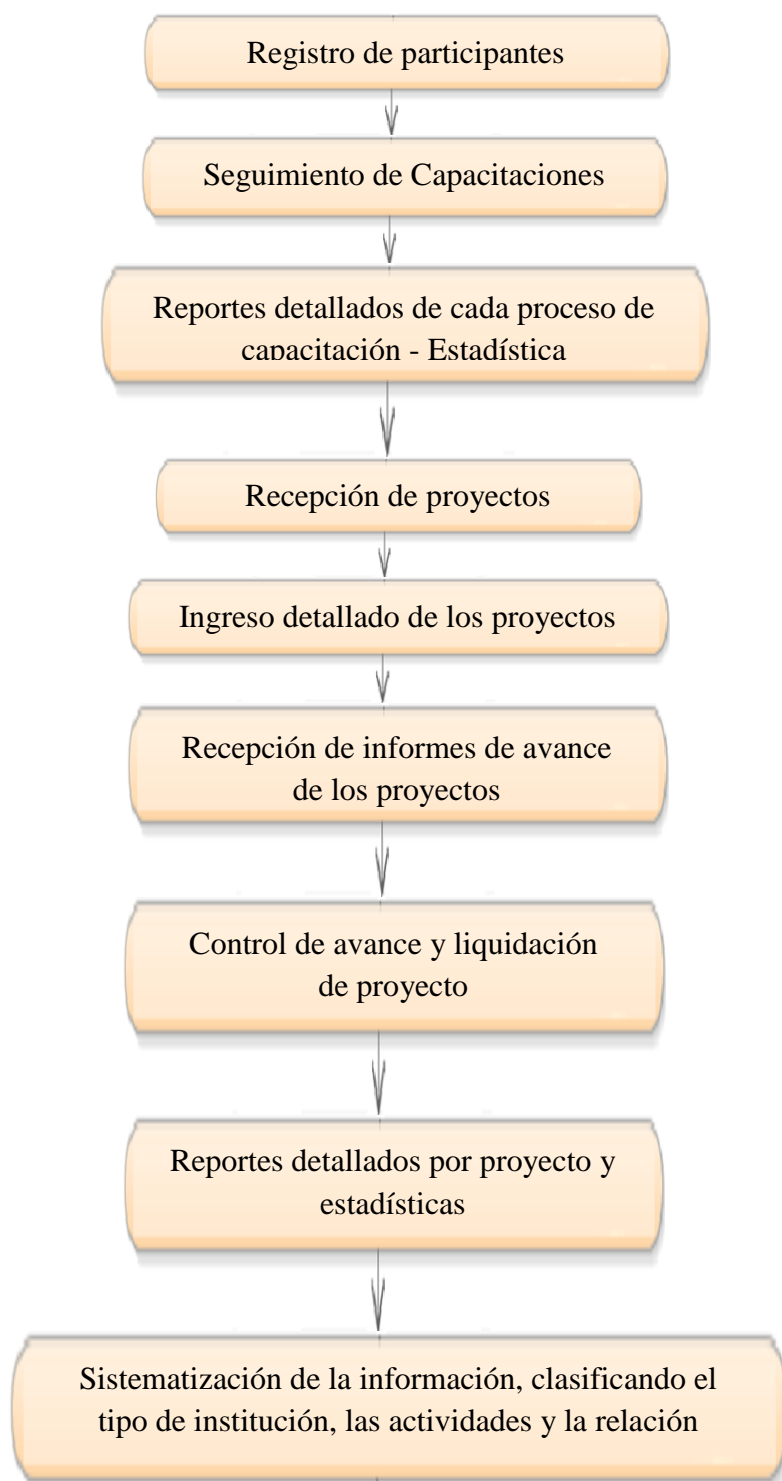 Registro de participantes
Seguimiento de Capacitaciones
Reportes detallados de cada proceso de
capacitación - Estadística
Recepción de proyectos
Ingreso detallado de los proyectos
Recepción de informes de avance
de los proyectos
Control de avance y liquidación
de proyecto
Reportes detallados por proyecto y
estadísticas
Sistematización de la información, clasificando el
tipo de institución, las actividades y la relación